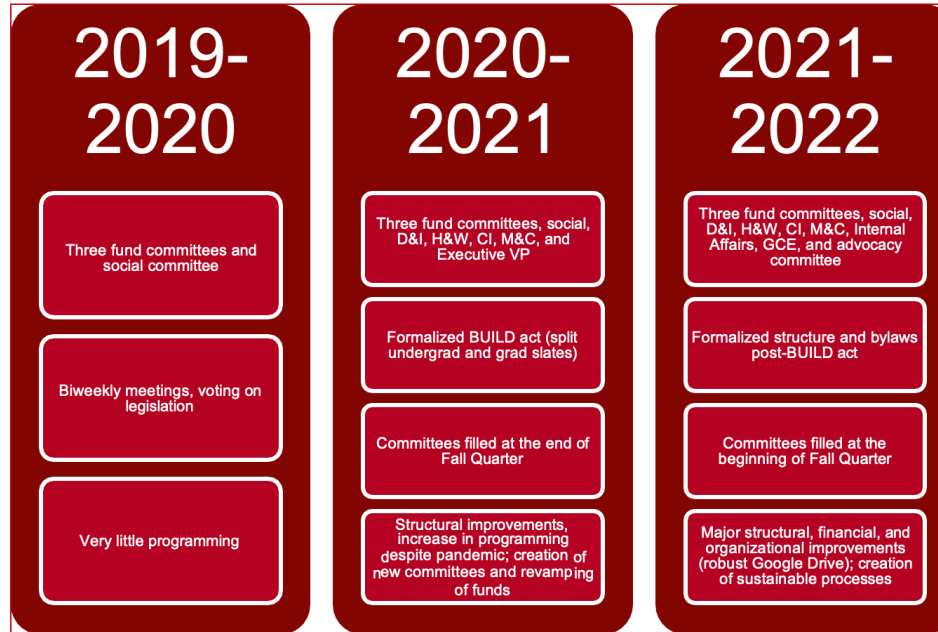 2019-
2020
Three fund committees and
social committee
Biweekly meetings, voting on
legislation
Very little programming
2020-
2021
Three fund committees, social,
D&I, H&W, CI, M&C, and
Executive VP
Formalized BUILD act (split
undergrad and grad slates)
Committees filled at the end of
Fall Quarter
Structural improvements,
increase in programming
despite pandemic; creation of
new committees and revamping
of funds
2021-
2022
Three fund committees, social,
D&I, H&W, CI, M&C, Internal
Affairs, GCE, and advocacy
committee
Formalized structure and bylaws
post-BUILD act
Committees filled at the
beginning of Fall Quarter
Major structural, financial, and
organizational improvements
(robust Google Drive); creation
of sustainable processes